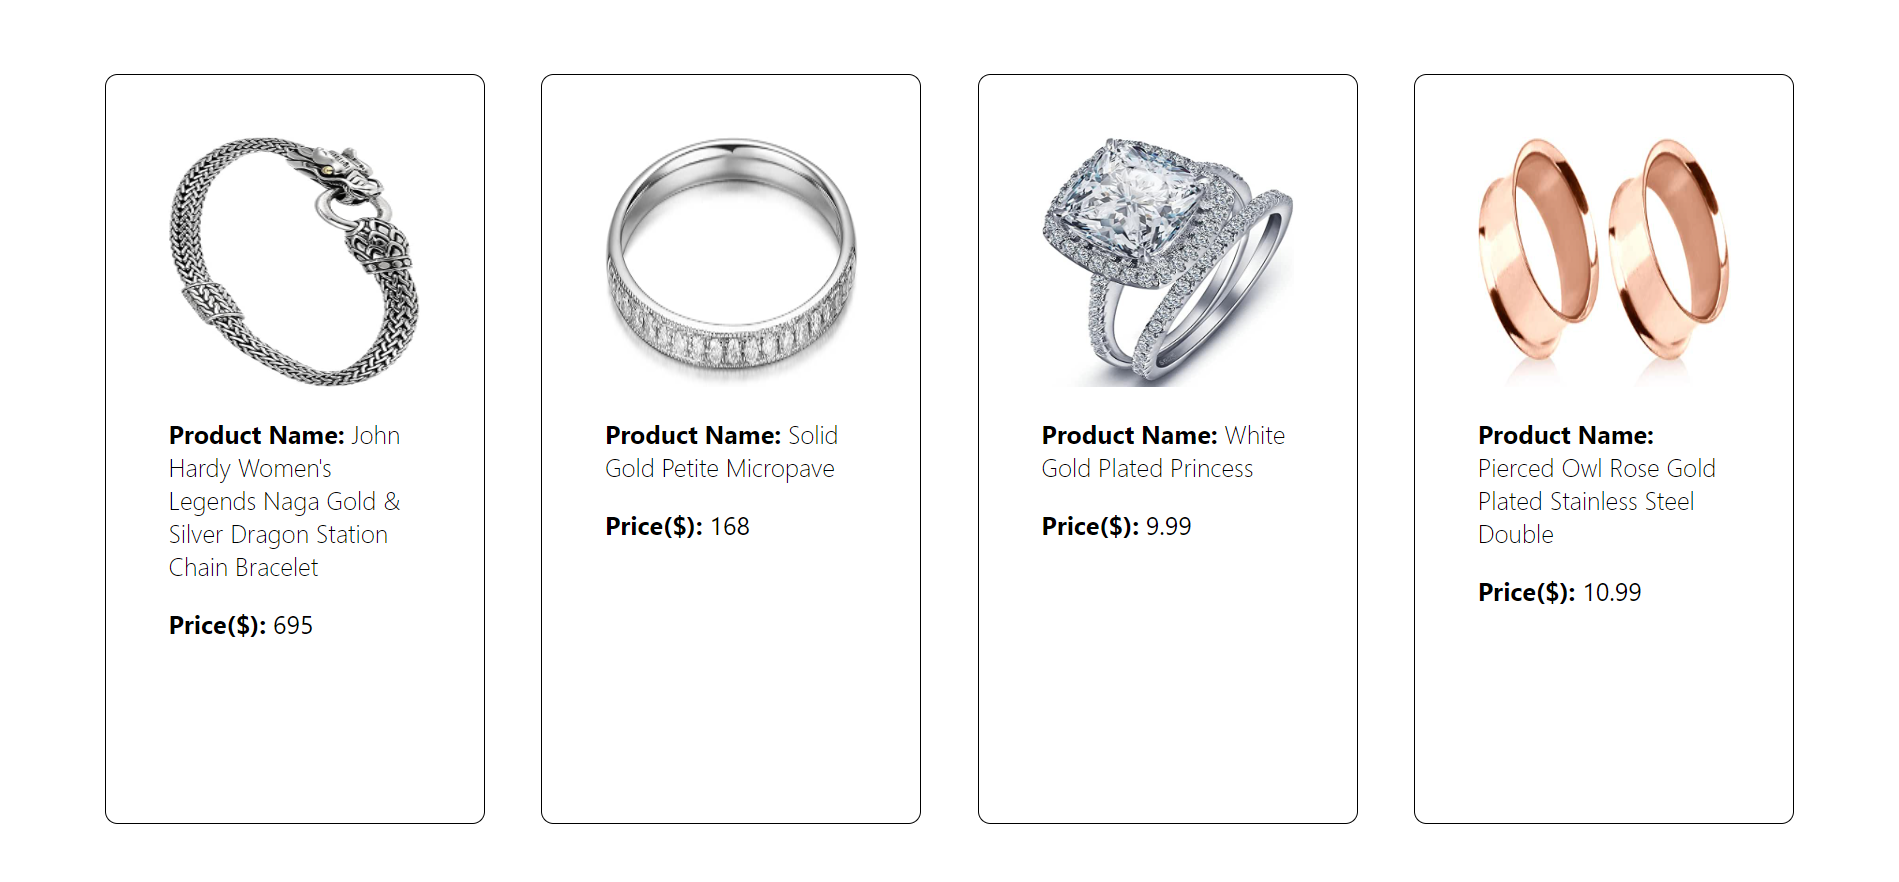 Product Name: John
Hardy Women's
Legends Naga Gold &
Silver Dragon Station
Chain Bracelet
Price($): 695
Product Name: Solid
Gold Petite Micropave
Price($): 168
Product Name: White
Gold Plated Princess
Price($): 9.99
Product Name:
Pierced Owl Rose Gold
Plated Stainless Steel
Double
Price($): 10.99